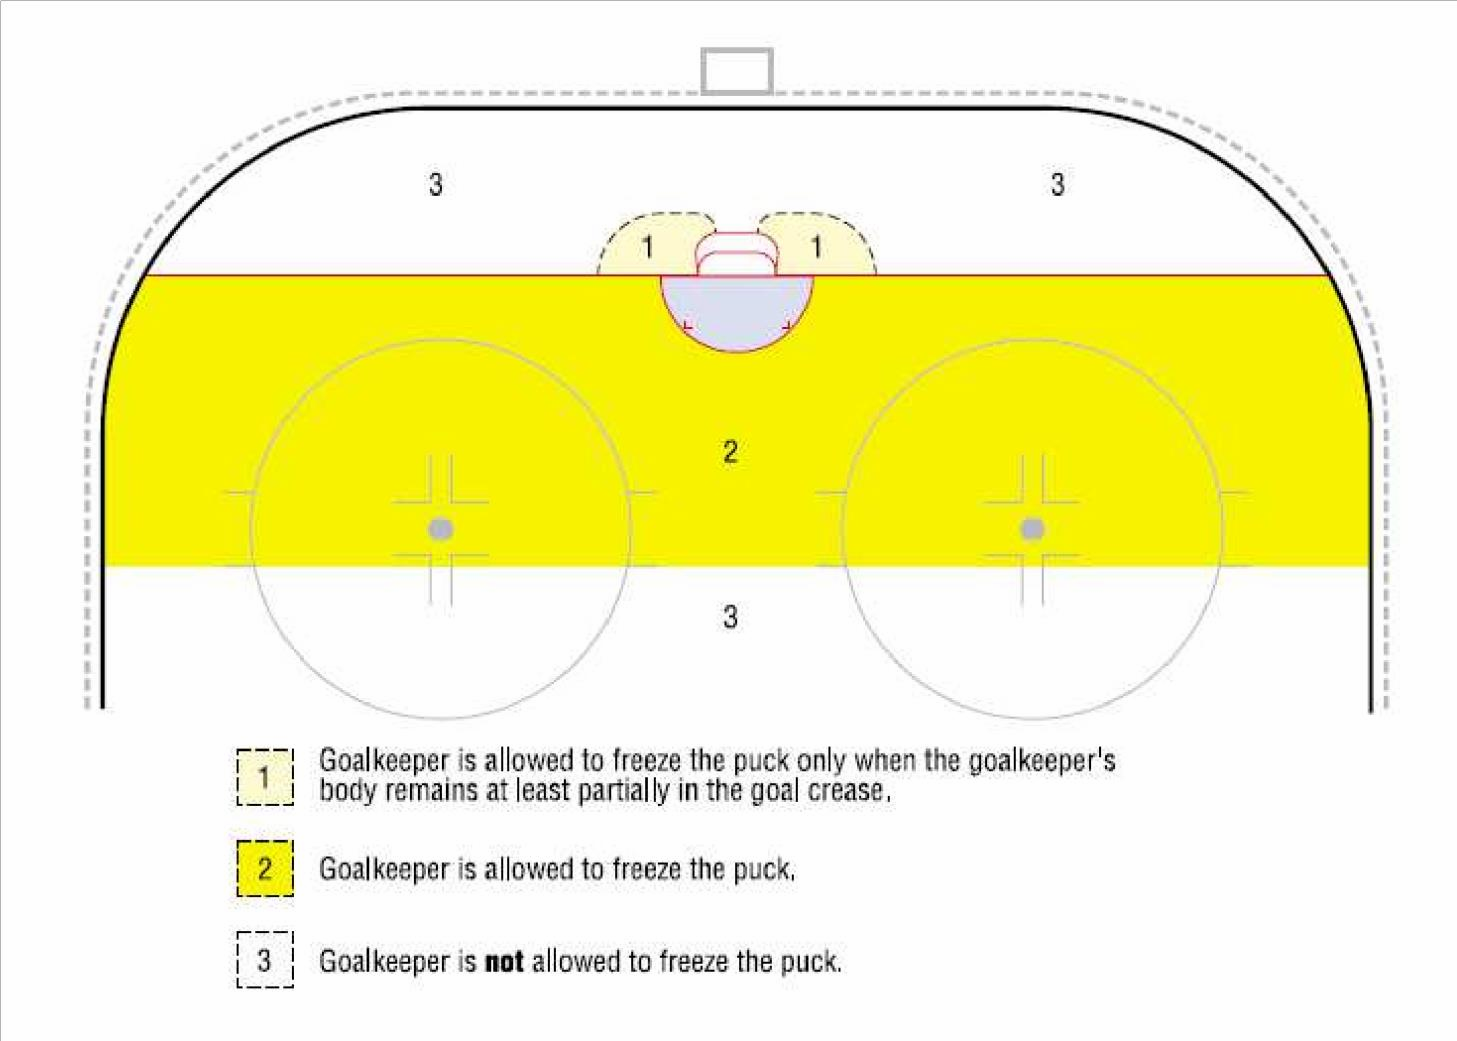 3
3
1
1
2
3
1
Goalkeeper is allowed to freeze the puck only when the goalkeeper's
body remains at least partially in the goal crease.
2
Goalkeeper is allowed to freeze the puck.
3
Goalkeeper is not allowed to freeze the puck.